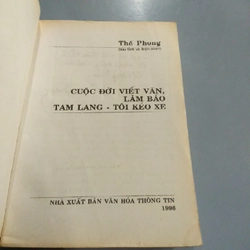 Thế Phong
CUỘC ĐỜI VIẾT VĂN,
LÀM BÁO
TAM LANG - TÔI KÉO XE
NHÀ XUẤT BẢN VĂN HÓA THÔNG TIN
1996